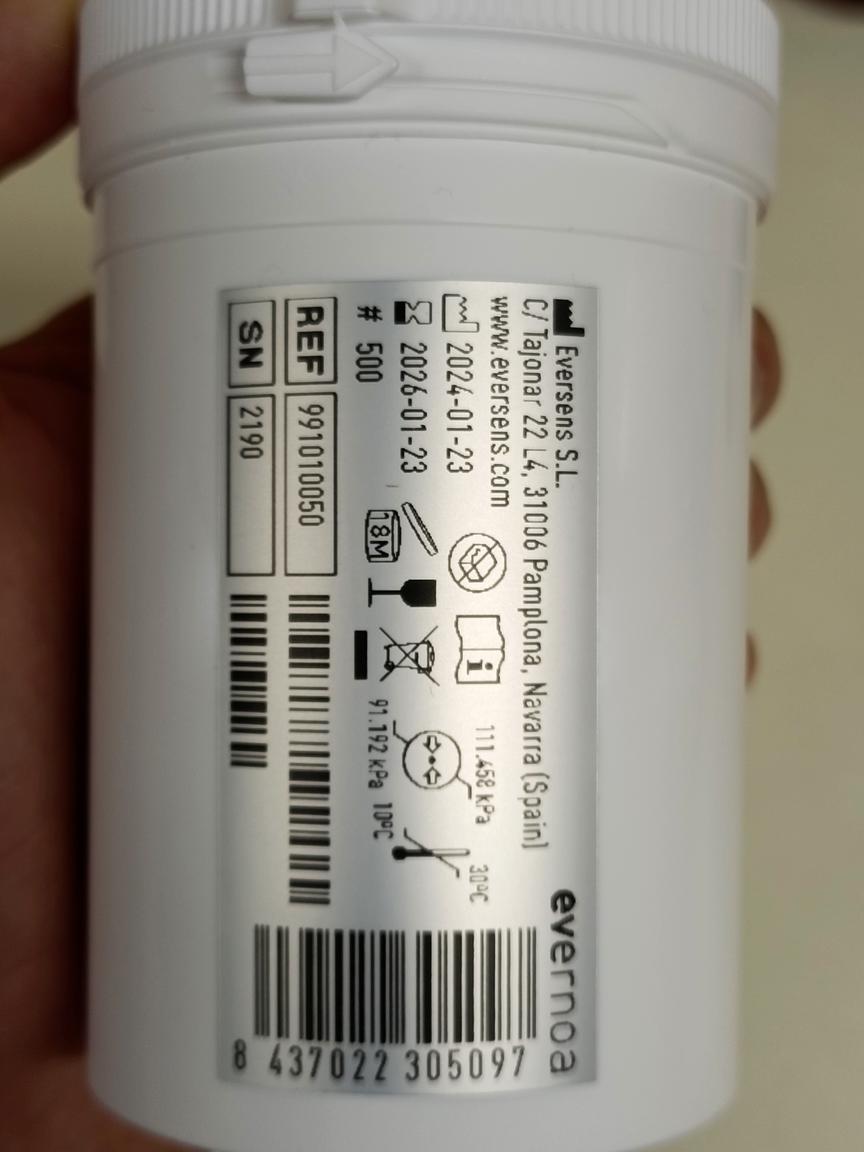 Eversens S.L.
C/ Tajonar 22 L4, 31006 Pamplona, Navarra (Spain)
www.eversens.com
2024-01-23
2026-01-23
# 500
REF 991010050
SN 2190
18M
i
111.458 kPa
91.192 kPa
30ºC
10ºC
evernoa
8 437022 305097